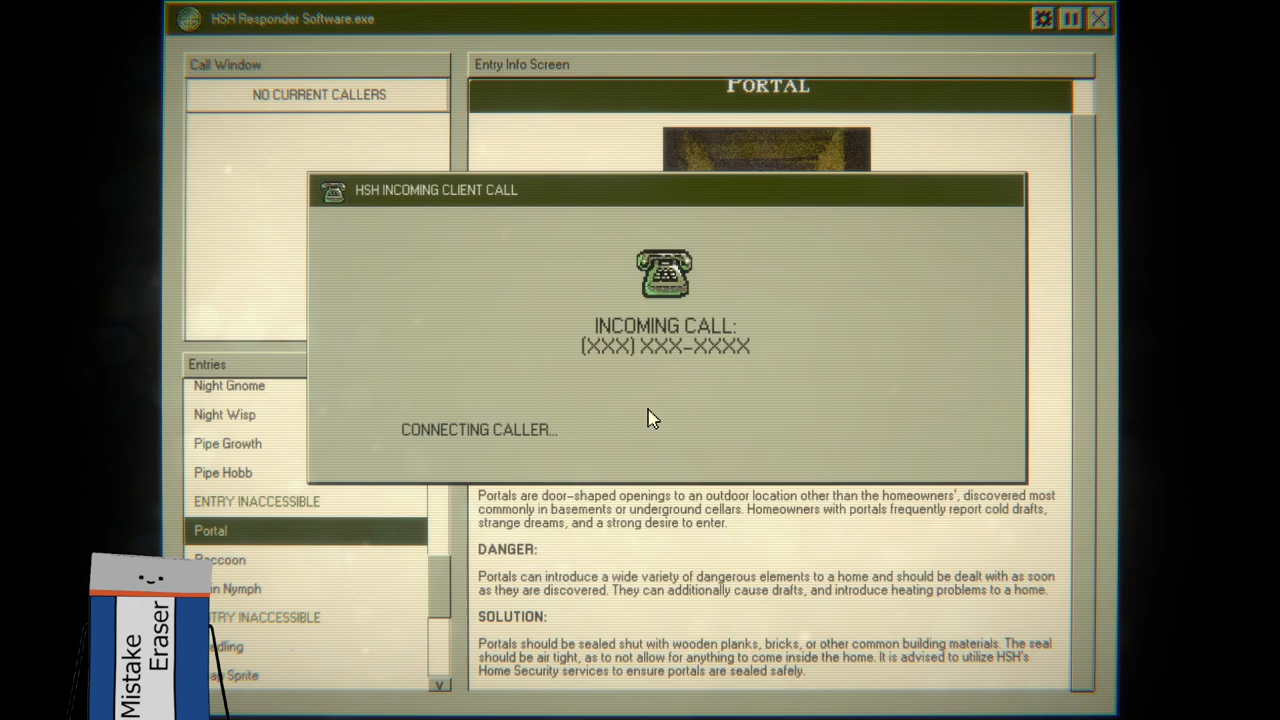 HSH Responder Software.exe
Call Window
NO CURRENT CALLERS
Entry Info Screen
PORTAL
HSH INCOMING CLIENT CALL
INCOMING CALL:
(XXX) XXX-XXXX
CONNECTING CALLER...
Entries
Night Gnome
Night Wisp
Pipe Growth
Pipe Hobb
ENTRY INACCESSIBLE
Portal
Raccoon
ENTRY INACCESSIBLE
Portals are door-shaped openings to an outdoor location other than the homeowners', discovered most
commonly in basements or underground cellars. Homeowners with portals frequently report cold drafts,
strange dreams, and a strong desire to enter.
DANGER:
Portals can introduce a wide variety of dangerous elements to a home and should be dealt with as soon
as they are discovered. They can additionally cause drafts, and introduce heating problems to a home.
SOLUTION:
Portals should be sealed shut with wooden planks, bricks, or other common building materials. The seal
should be air tight, as to not allow for anything to come inside the home. It is advised to utilize HSH's
Home Security services to ensure portals are sealed safely.
Nymph
Sprite
Mistake
Eraser